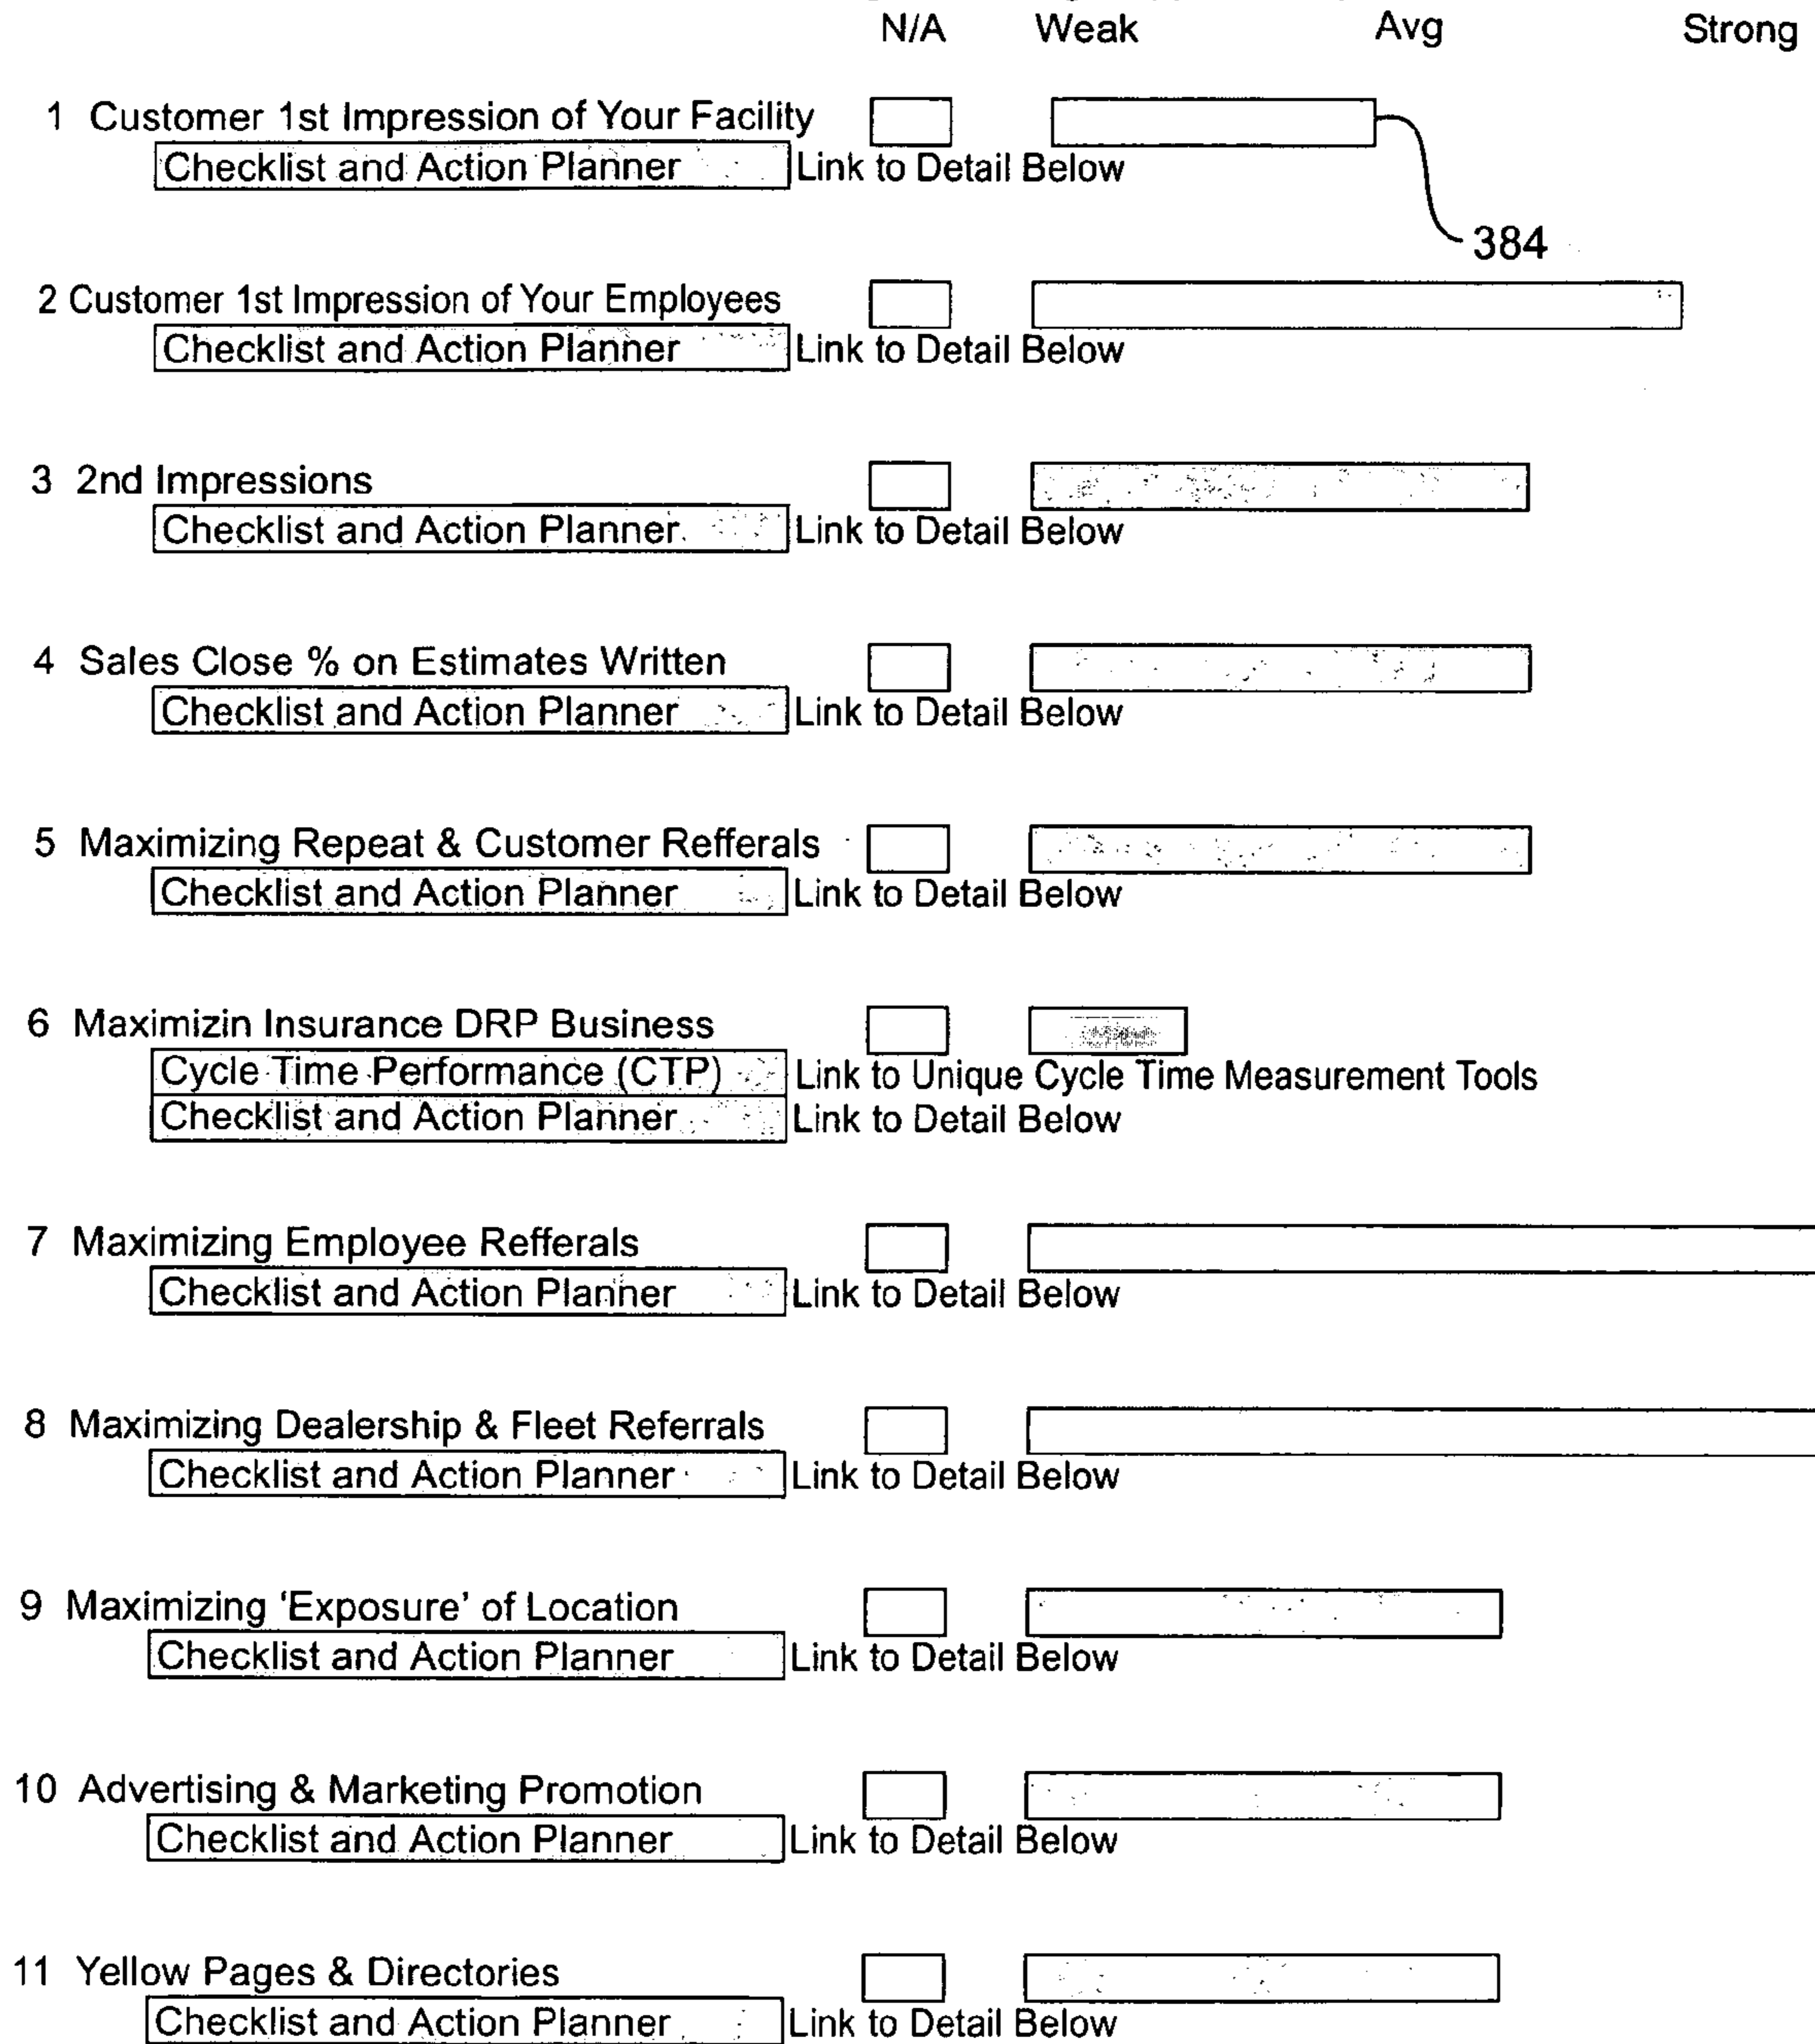 N/A Weak Avg Strong
1 Customer 1st Impression of Your Facility
Checklist and Action Planner Link to Detail Below
384
2 Customer 1st Impression of Your Employees
Checklist and Action Planner Link to Detail Below
3 2nd Impressions
Checklist and Action Planner Link to Detail Below
4 Sales Close % on Estimates Written
Checklist and Action Planner Link to Detail Below
5 Maximizing Repeat & Customer Refferals
Checklist and Action Planner Link to Detail Below
6 Maximizin Insurance DRP Business
Cycle Time Performance (CTP) Link to Unique Cycle Time Measurement Tools
Checklist and Action Planner Link to Detail Below
7 Maximizing Employee Refferals
Checklist and Action Planner Link to Detail Below
8 Maximizing Dealership & Fleet Referrals
Checklist and Action Planner Link to Detail Below
9 Maximizing ‘Exposure’ of Location
Checklist and Action Planner Link to Detail Below
10 Advertising & Marketing Promotion
Checklist and Action Planner Link to Detail Below
11 Yellow Pages & Directories
Checklist and Action Planner Link to Detail Below